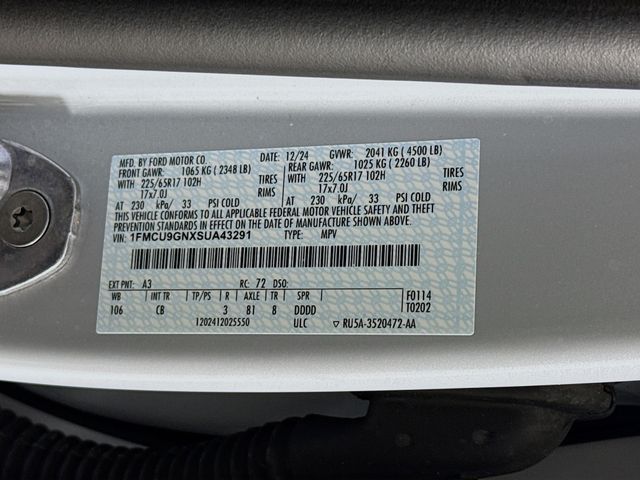 MFD. BY FORD MOTOR CO. DATE: 12/24 GVWR: 2041 KG ( 4500 LB)
FRONT GAWR: 1065 KG ( 2348 LB) REAR GAWR: 1025 KG ( 2260 LB)
WITH 225/65R17 102H TIRES WITH 225/65R17 102H TIRES
17x7.0J RIMS 17x7.0J RIMS
AT 230 kPa/ 33 PSI COLD AT 230 kPa/ 33 PSI COLD
THIS VEHICLE CONFORMS TO ALL APPLICABLE FEDERAL MOTOR VEHICLE SAFETY AND THEFT
PREVENTION STANDARDS IN EFFECT ON THE DATE OF MANUFACTURE SHOWN ABOVE.
VIN: 1FMCU9GNXSUA43291 TYPE: MPV
EXT PNT: A3 RC: 72 DSO:
WB INT TR TP/PS R AXLE TR SPR F0114
106 CB 3 81 8 DDDD T0202
1202412025550 ULC ▽ RU5A-3520472-AA